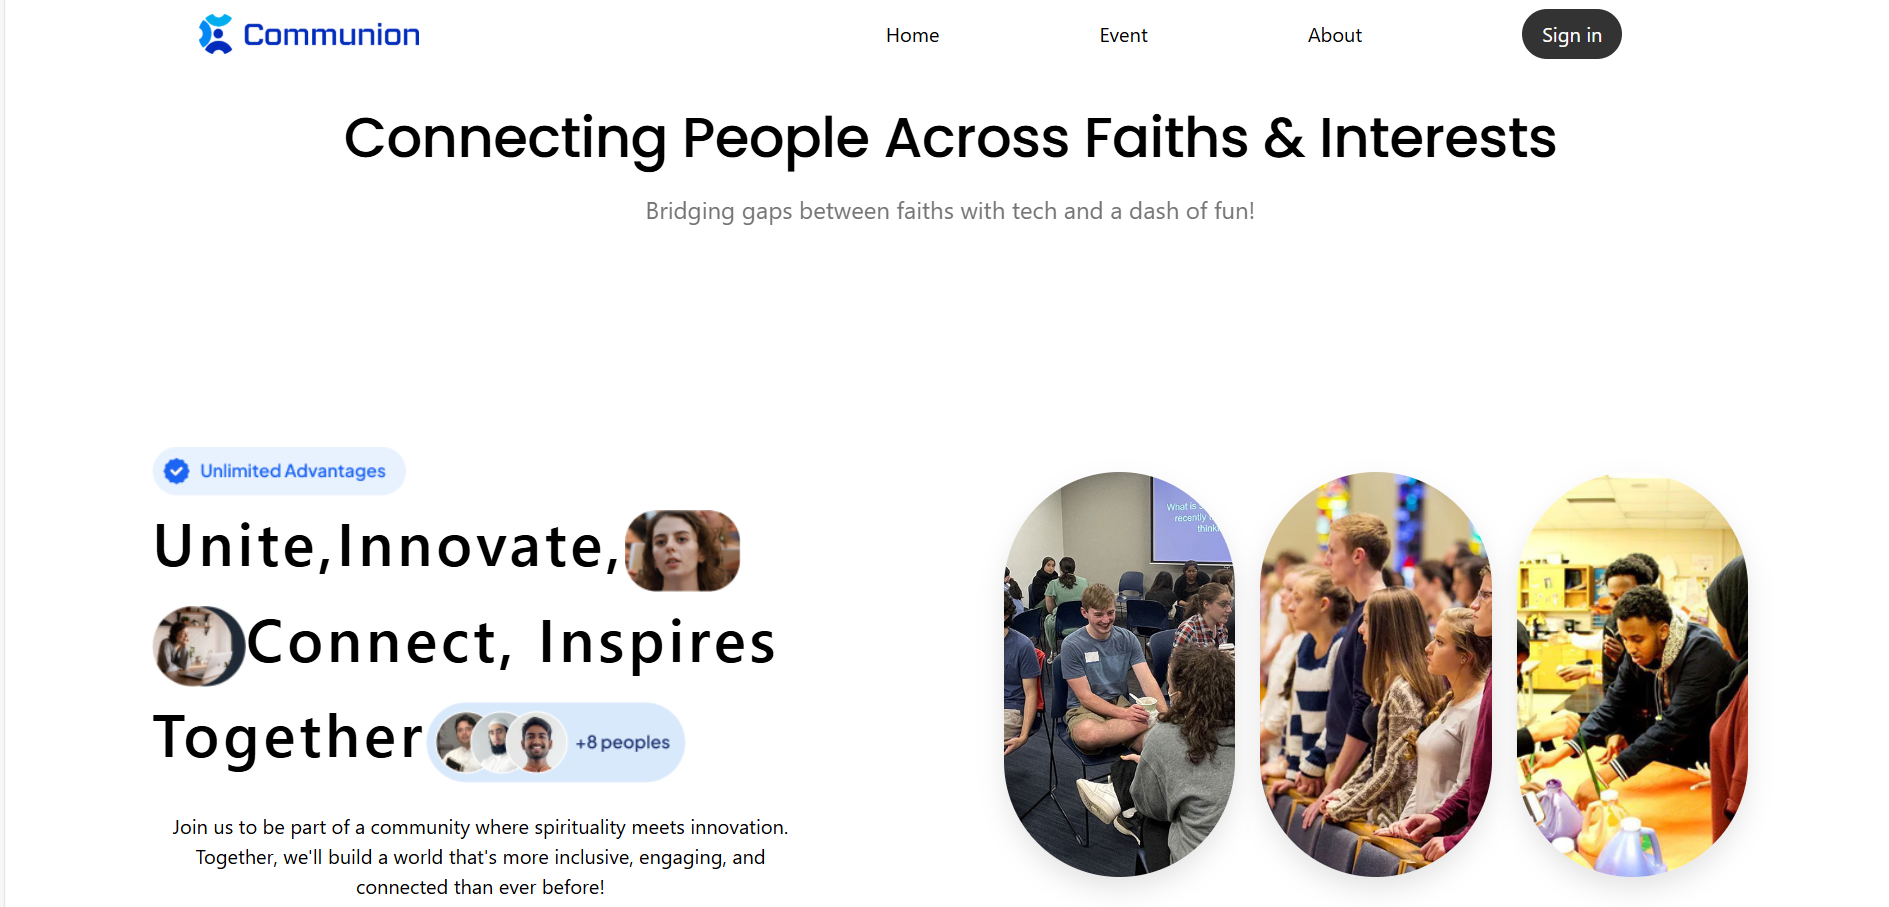 Communion
Home
Event
About
Sign in
Connecting People Across Faiths & Interests
Bridging gaps between faiths with tech and a dash of fun!
Unlimited Advantages
Unite,Innovate,
Connect, Inspires
Together
+8 peoples
Join us to be part of a community where spirituality meets innovation.
Together, we'll build a world that's more inclusive, engaging, and
connected than ever before!
What is
recently
think